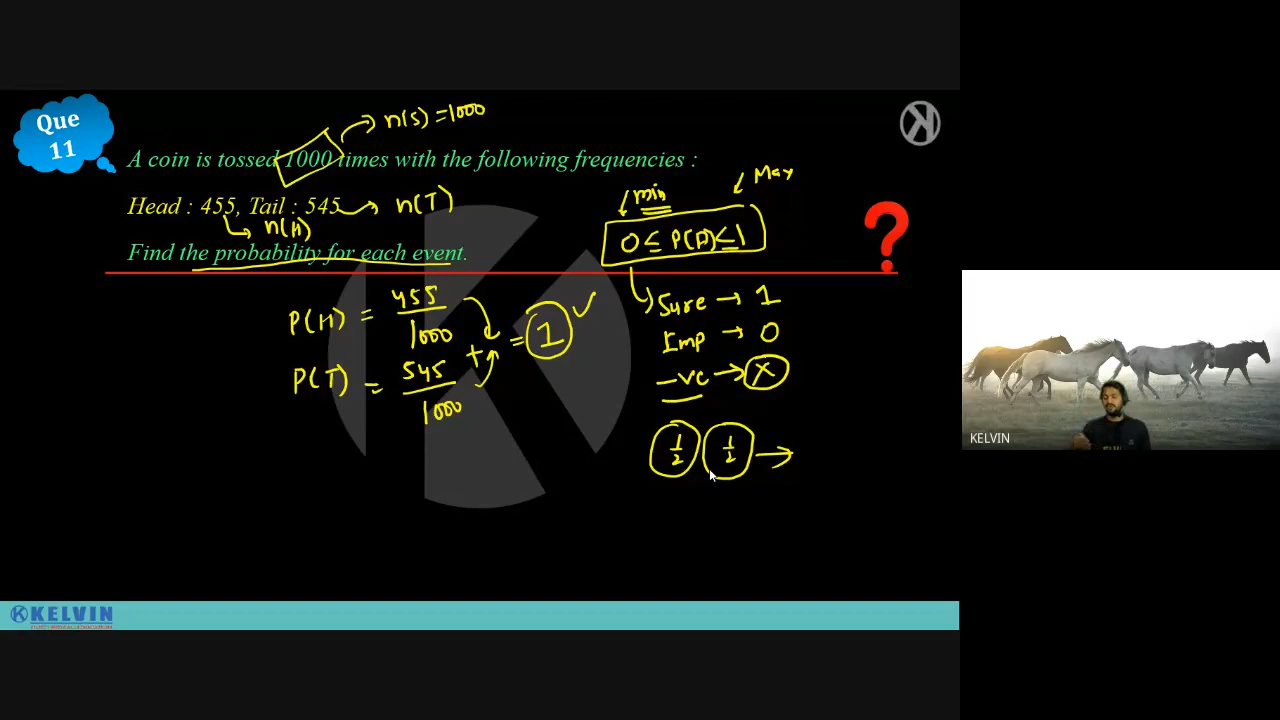 Que
11
n(S) = 1000
A coin is tossed 1000 times with the following frequencies :
Head : 455, Tail : 545
n(T)
n(H)
Find the probability for each event.
min
Max
0 ≤ P(E) ≤ 1
Sure → 1
Imp → 0
-ve → X
P(H) = 455/1000
+ = 1 ✓
P(T) = 545/1000
1/2 1/2 →
?
KELVIN
KELVIN